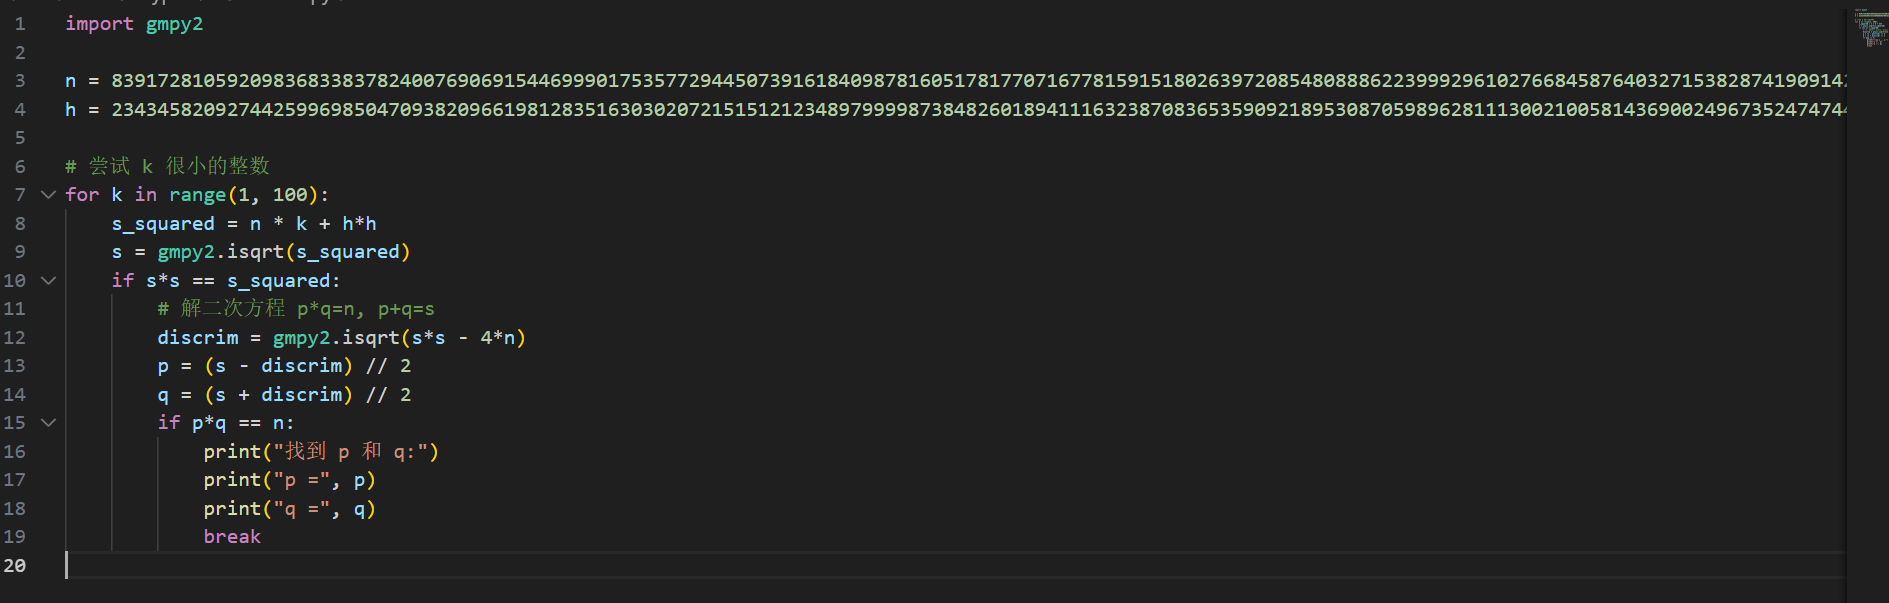 1 import gmpy2
2
3 n = 8391728105920983683383782400769069154469990175357729445073916184098781605178177071677815915180263972085480888622399929610276684587640327153828741909142
4 h = 23434582092744259969850470938209661981283516303020721515121234897999987384826018941116323870836535909218953087059896281113002100581436900249673524747 44
5
6 # 尝试 k 很小的整数
7 for k in range(1, 100):
8 s_squared = n * k + h*h
9 s = gmpy2.isqrt(s_squared)
10 if s*s == s_squared:
11 # 解二次方程 p*q=n, p+q=s
12 discrim = gmpy2.isqrt(s*s - 4*n)
13 p = (s - discrim) // 2
14 q = (s + discrim) // 2
15 if p*q == n:
16 print("找到 p 和 q:")
17 print("p =", p)
18 print("q =", q)
19 break
20